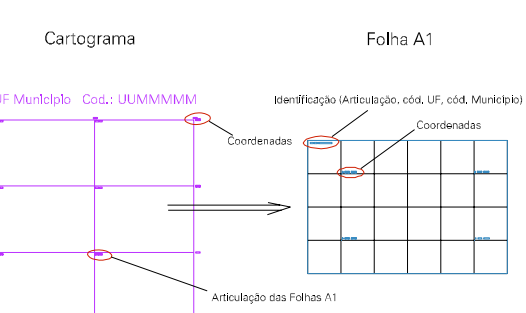 Cartograma
Folha A1
UF Município Cod.: UUMMMMM
Identificação (Articulação, cód. UF, cód. Município)
Coordenadas
Coordenadas
Articulação das Folhas A1